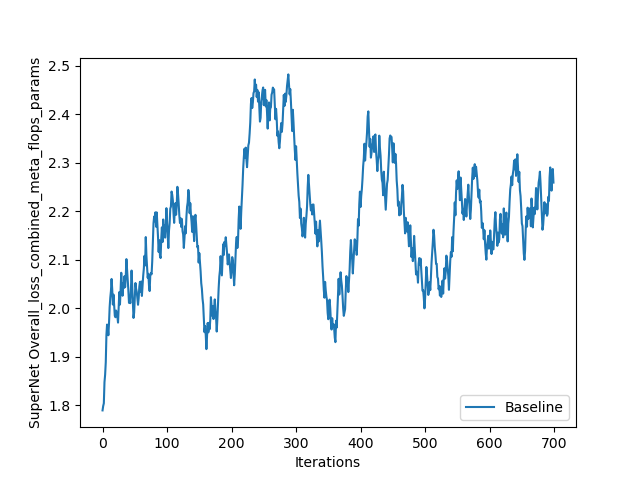 SuperNet Overall_loss_combined_meta_flops_params
2.5
2.4
2.3
2.2
2.1
2.0
1.9
1.8
0 100 200 300 400 500 600 700
Iterations
Baseline